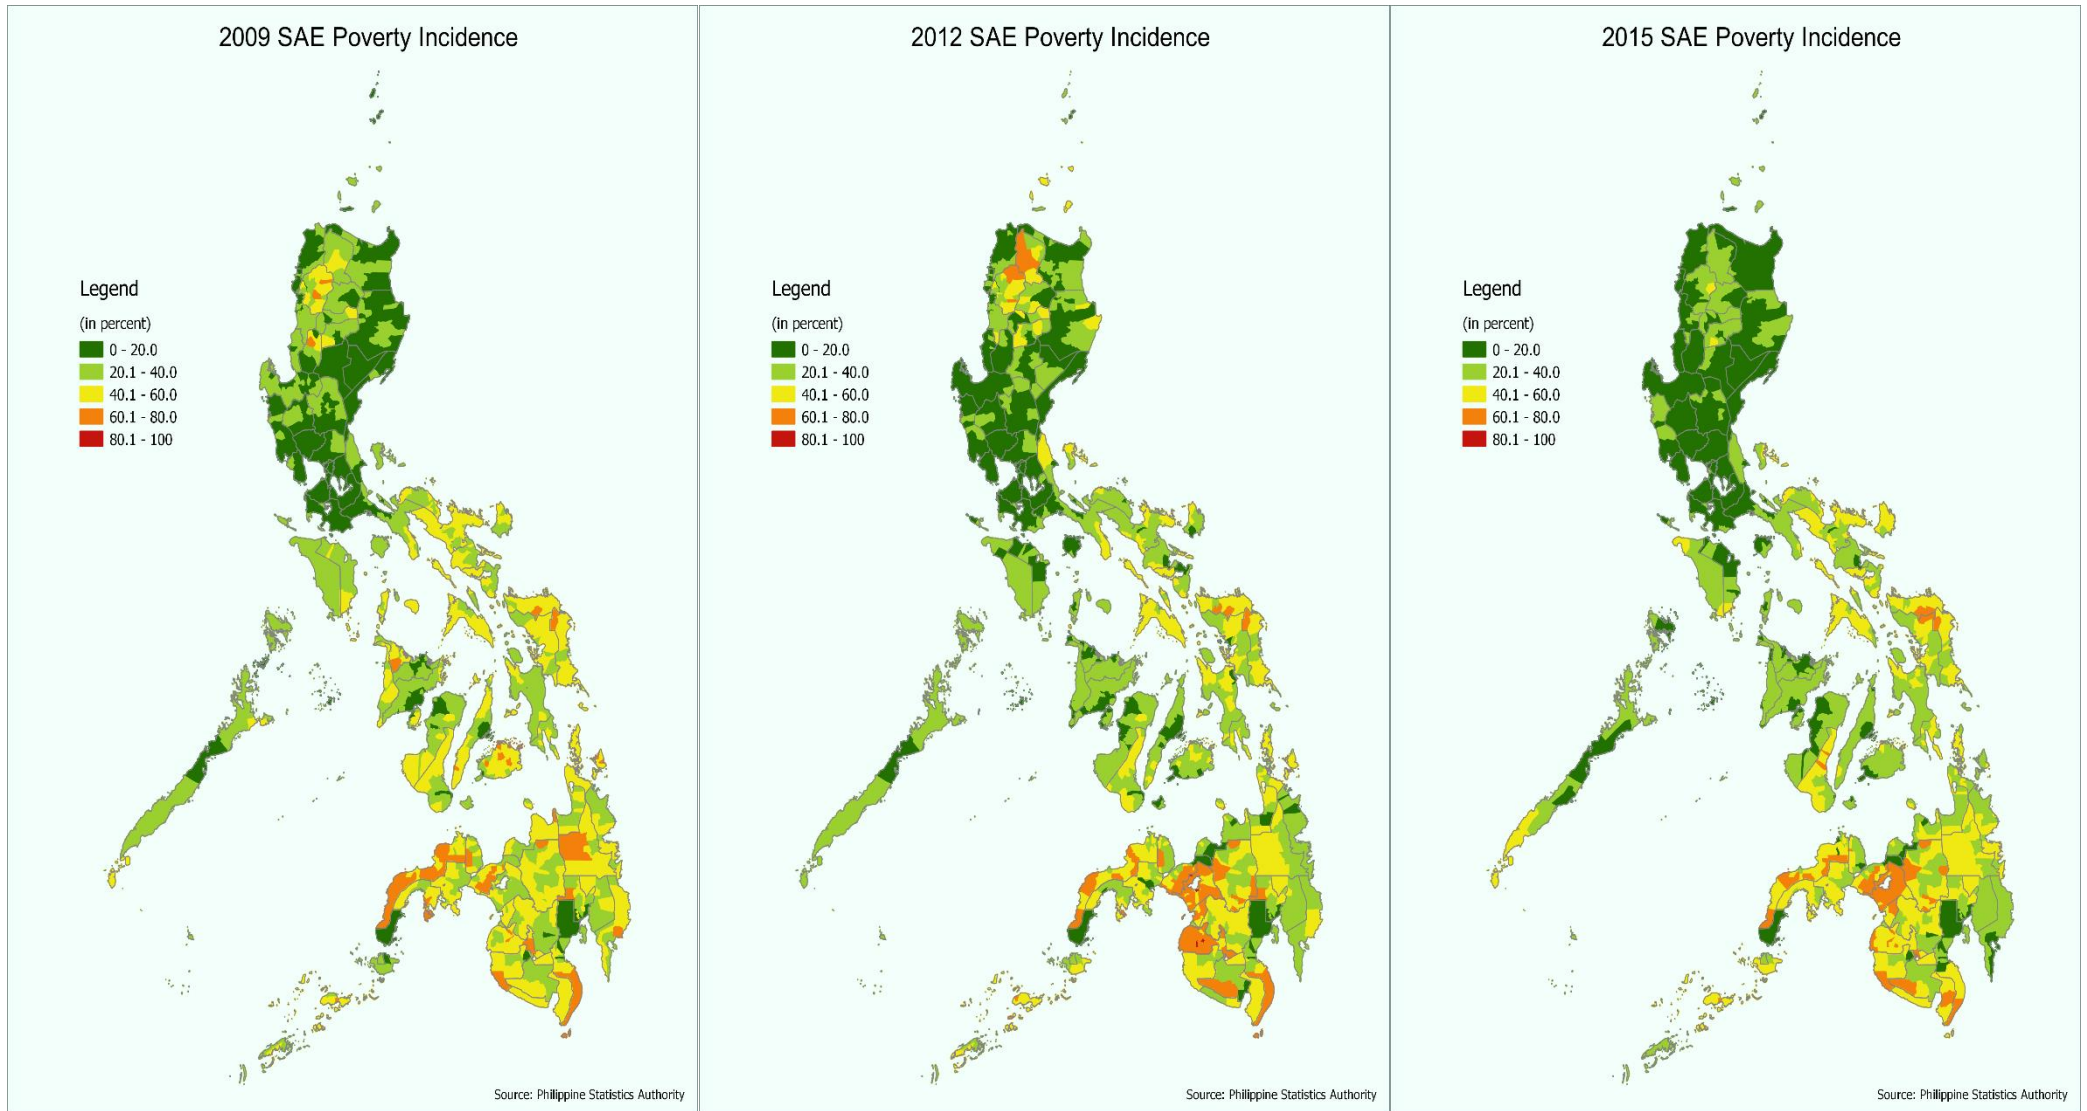 2009 SAE Poverty Incidence
Legend
(in percent)
0 - 20.0
20.1 - 40.0
40.1 - 60.0
60.1 - 80.0
80.1 - 100
Source: Philippine Statistics Authority
2012 SAE Poverty Incidence
Legend
(in percent)
0 - 20.0
20.1 - 40.0
40.1 - 60.0
60.1 - 80.0
80.1 - 100
Source: Philippine Statistics Authority
2015 SAE Poverty Incidence
Legend
(in percent)
0 - 20.0
20.1 - 40.0
40.1 - 60.0
60.1 - 80.0
80.1 - 100
Source: Philippine Statistics Authority